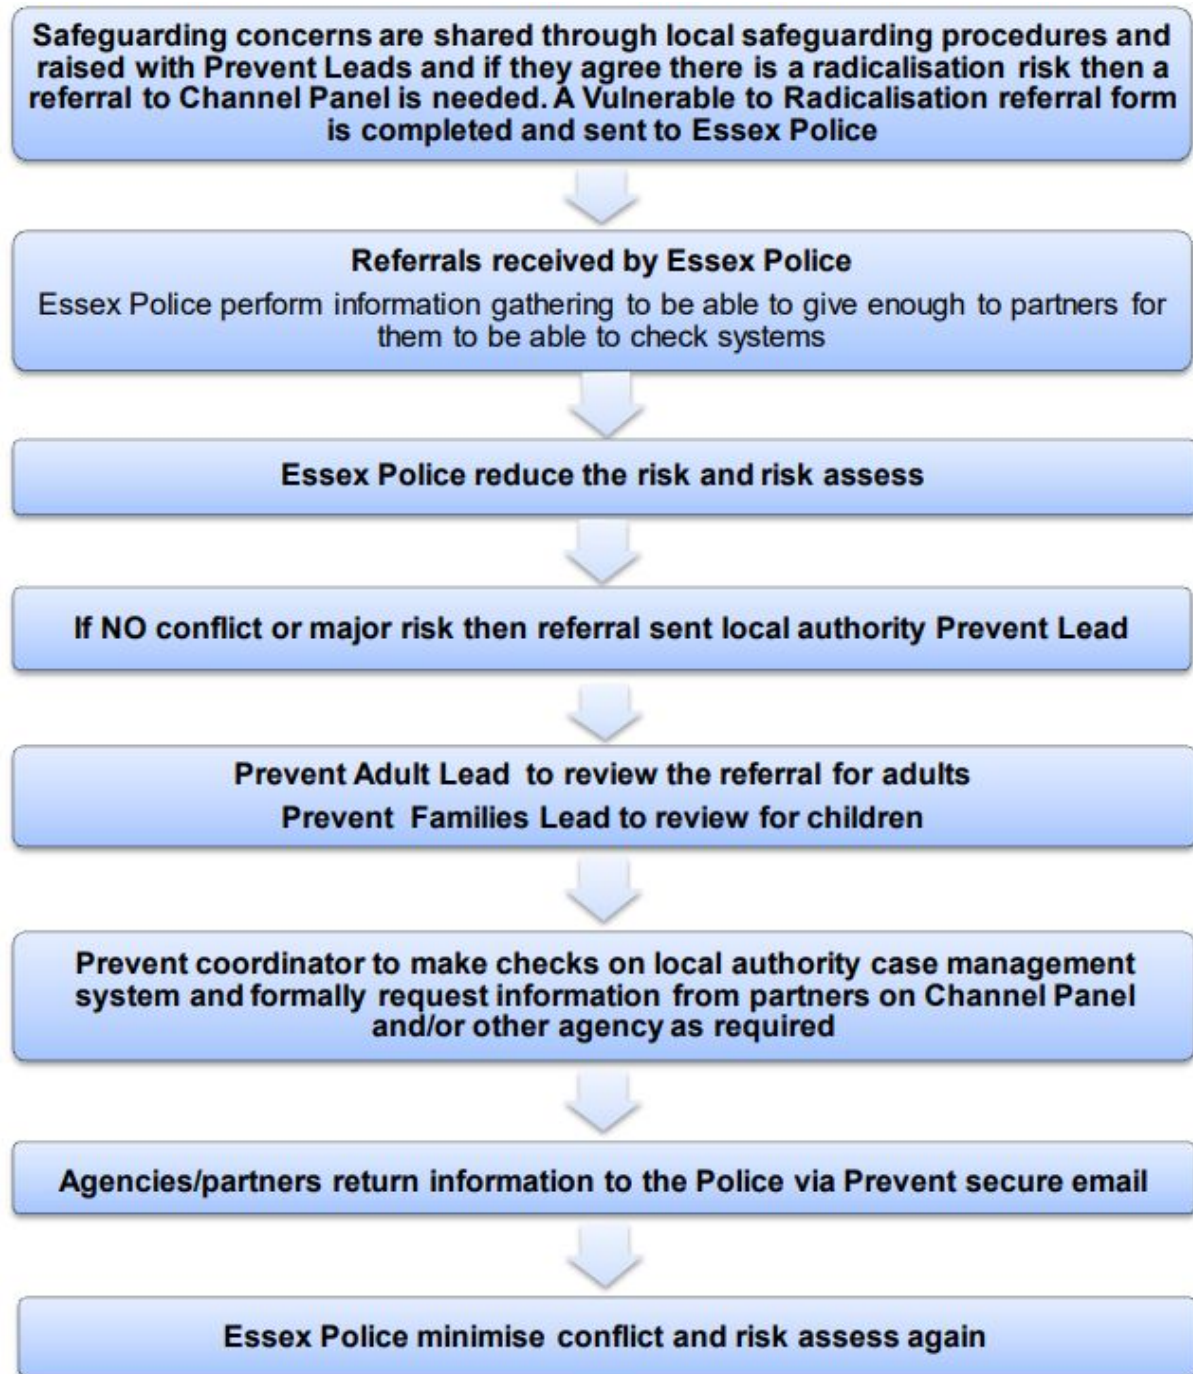 Safeguarding concerns are shared through local safeguarding procedures and
raised with Prevent Leads and if they agree there is a radicalisation risk then a
referral to Channel Panel is needed. A Vulnerable to Radicalisation referral form
is completed and sent to Essex Police
Referrals received by Essex Police
Essex Police perform information gathering to be able to give enough to partners for
them to be able to check systems
Essex Police reduce the risk and risk assess
If NO conflict or major risk then referral sent local authority Prevent Lead
Prevent Adult Lead to review the referral for adults
Prevent Families Lead to review for children
Prevent coordinator to make checks on local authority case management
system and formally request information from partners on Channel Panel
and/or other agency as required
Agencies/partners return information to the Police via Prevent secure email
Essex Police minimise conflict and risk assess again